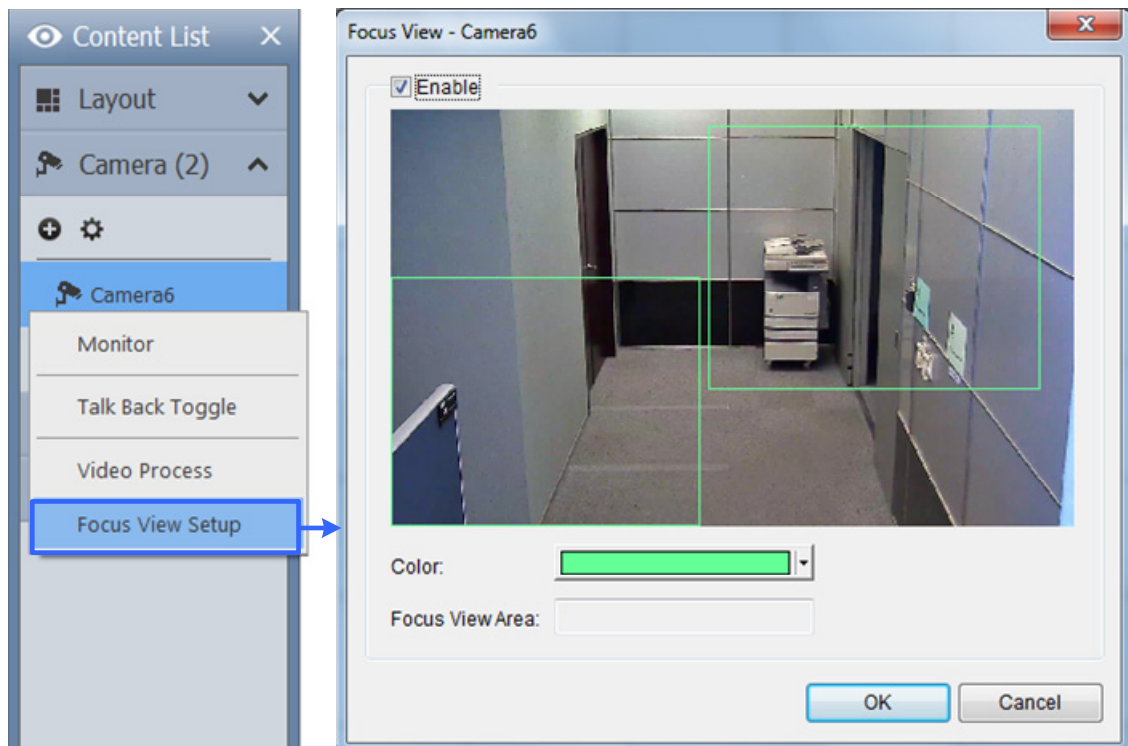 Content List
Layout
Camera (2)
Camera6
Monitor
Talk Back Toggle
Video Process
Focus View Setup
Focus View - Camera6
Enable
Color:
Focus View Area:
OK
Cancel